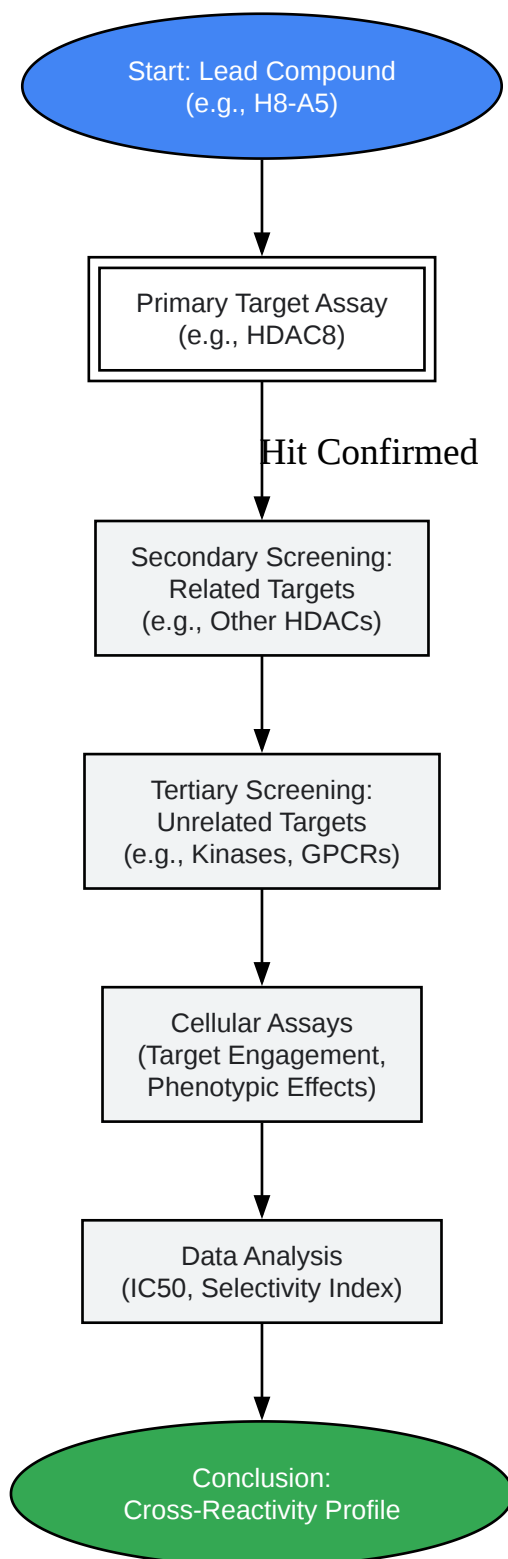 Start: Lead Compound
(e.g., H8-A5)
Primary Target Assay
(e.g., HDAC8)
Hit Confirmed
Secondary Screening:
Related Targets
(e.g., Other HDACs)
Tertiary Screening:
Unrelated Targets
(e.g., Kinases, GPCRs)
Cellular Assays
(Target Engagement,
Phenotypic Effects)
Data Analysis
(IC50, Selectivity Index)
Conclusion:
Cross-Reactivity Profile